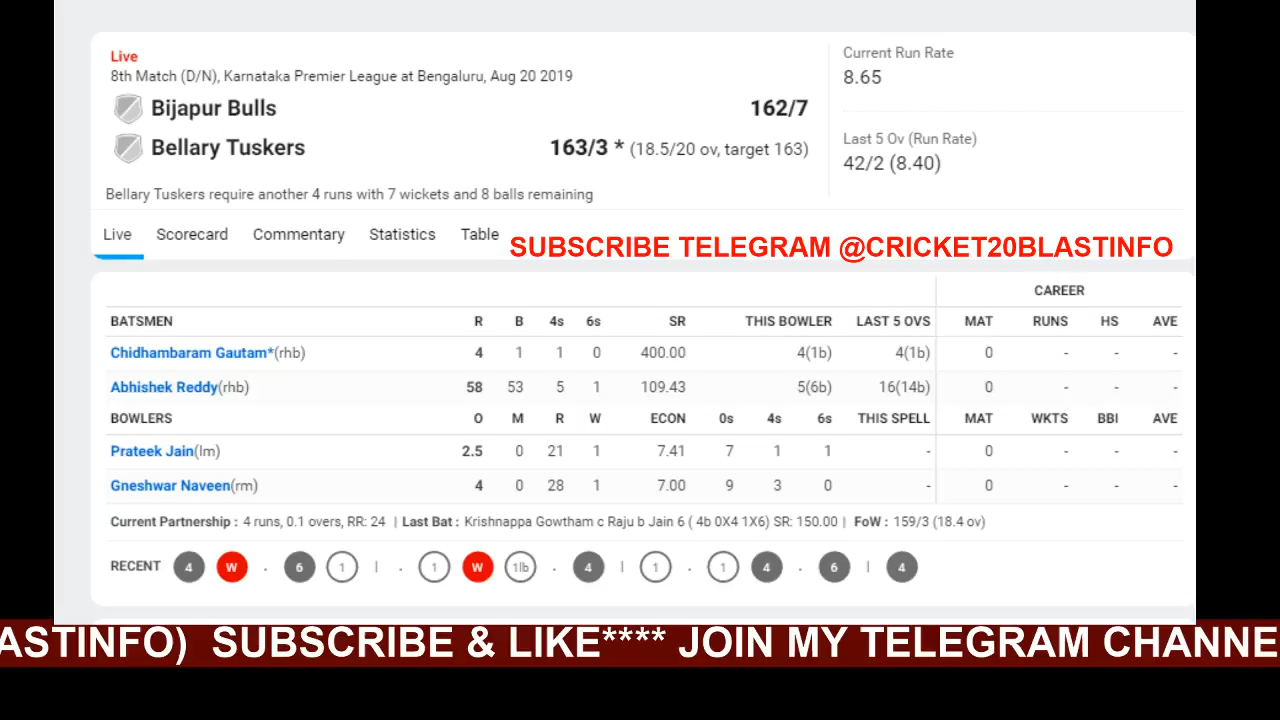 Live
8th Match (D/N), Karnataka Premier League at Bengaluru, Aug 20 2019
Bijapur Bulls 162/7
Bellary Tuskers 163/3 * (18.5/20 ov, target 163)
Bellary Tuskers require another 4 runs with 7 wickets and 8 balls remaining
Current Run Rate
8.65
Last 5 Ov (Run Rate)
42/2 (8.40)
Live Scorecard Commentary Statistics Table
SUBSCRIBE TELEGRAM @CRICKET20BLASTINFO
CAREER
BATSMEN R B 4s 6s SR THIS BOWLER LAST 5 OVS MAT RUNS HS AVE
Chidhambaram Gautam*(rhb) 4 1 1 0 400.00 4(1b) 4(1b) 0 - - -
Abhishek Reddy(rhb) 58 53 5 1 109.43 5(6b) 16(14b) 0 - - -
BOWLERS O M R W ECON 0s 4s 6s THIS SPELL MAT WKTS BBI AVE
Prateek Jain(lm) 2.5 0 21 1 7.41 7 1 1 - 0 - - -
Gneshwar Naveen(rm) 4 0 28 1 7.00 9 3 0 - 0 - - -
Current Partnership : 4 runs, 0.1 overs, RR: 24 | Last Bat : Krishnappa Gowtham c Raju b Jain 6 ( 4b 0X4 1X6) SR: 150.00 | FoW : 159/3 (18.4 ov)
RECENT 4 W . 6 1 | . 1 W 1lb . 4 | 1 . 1 4 . 6 | 4
ASTINFO) SUBSCRIBE & LIKE**** JOIN MY TELEGRAM CHANNE